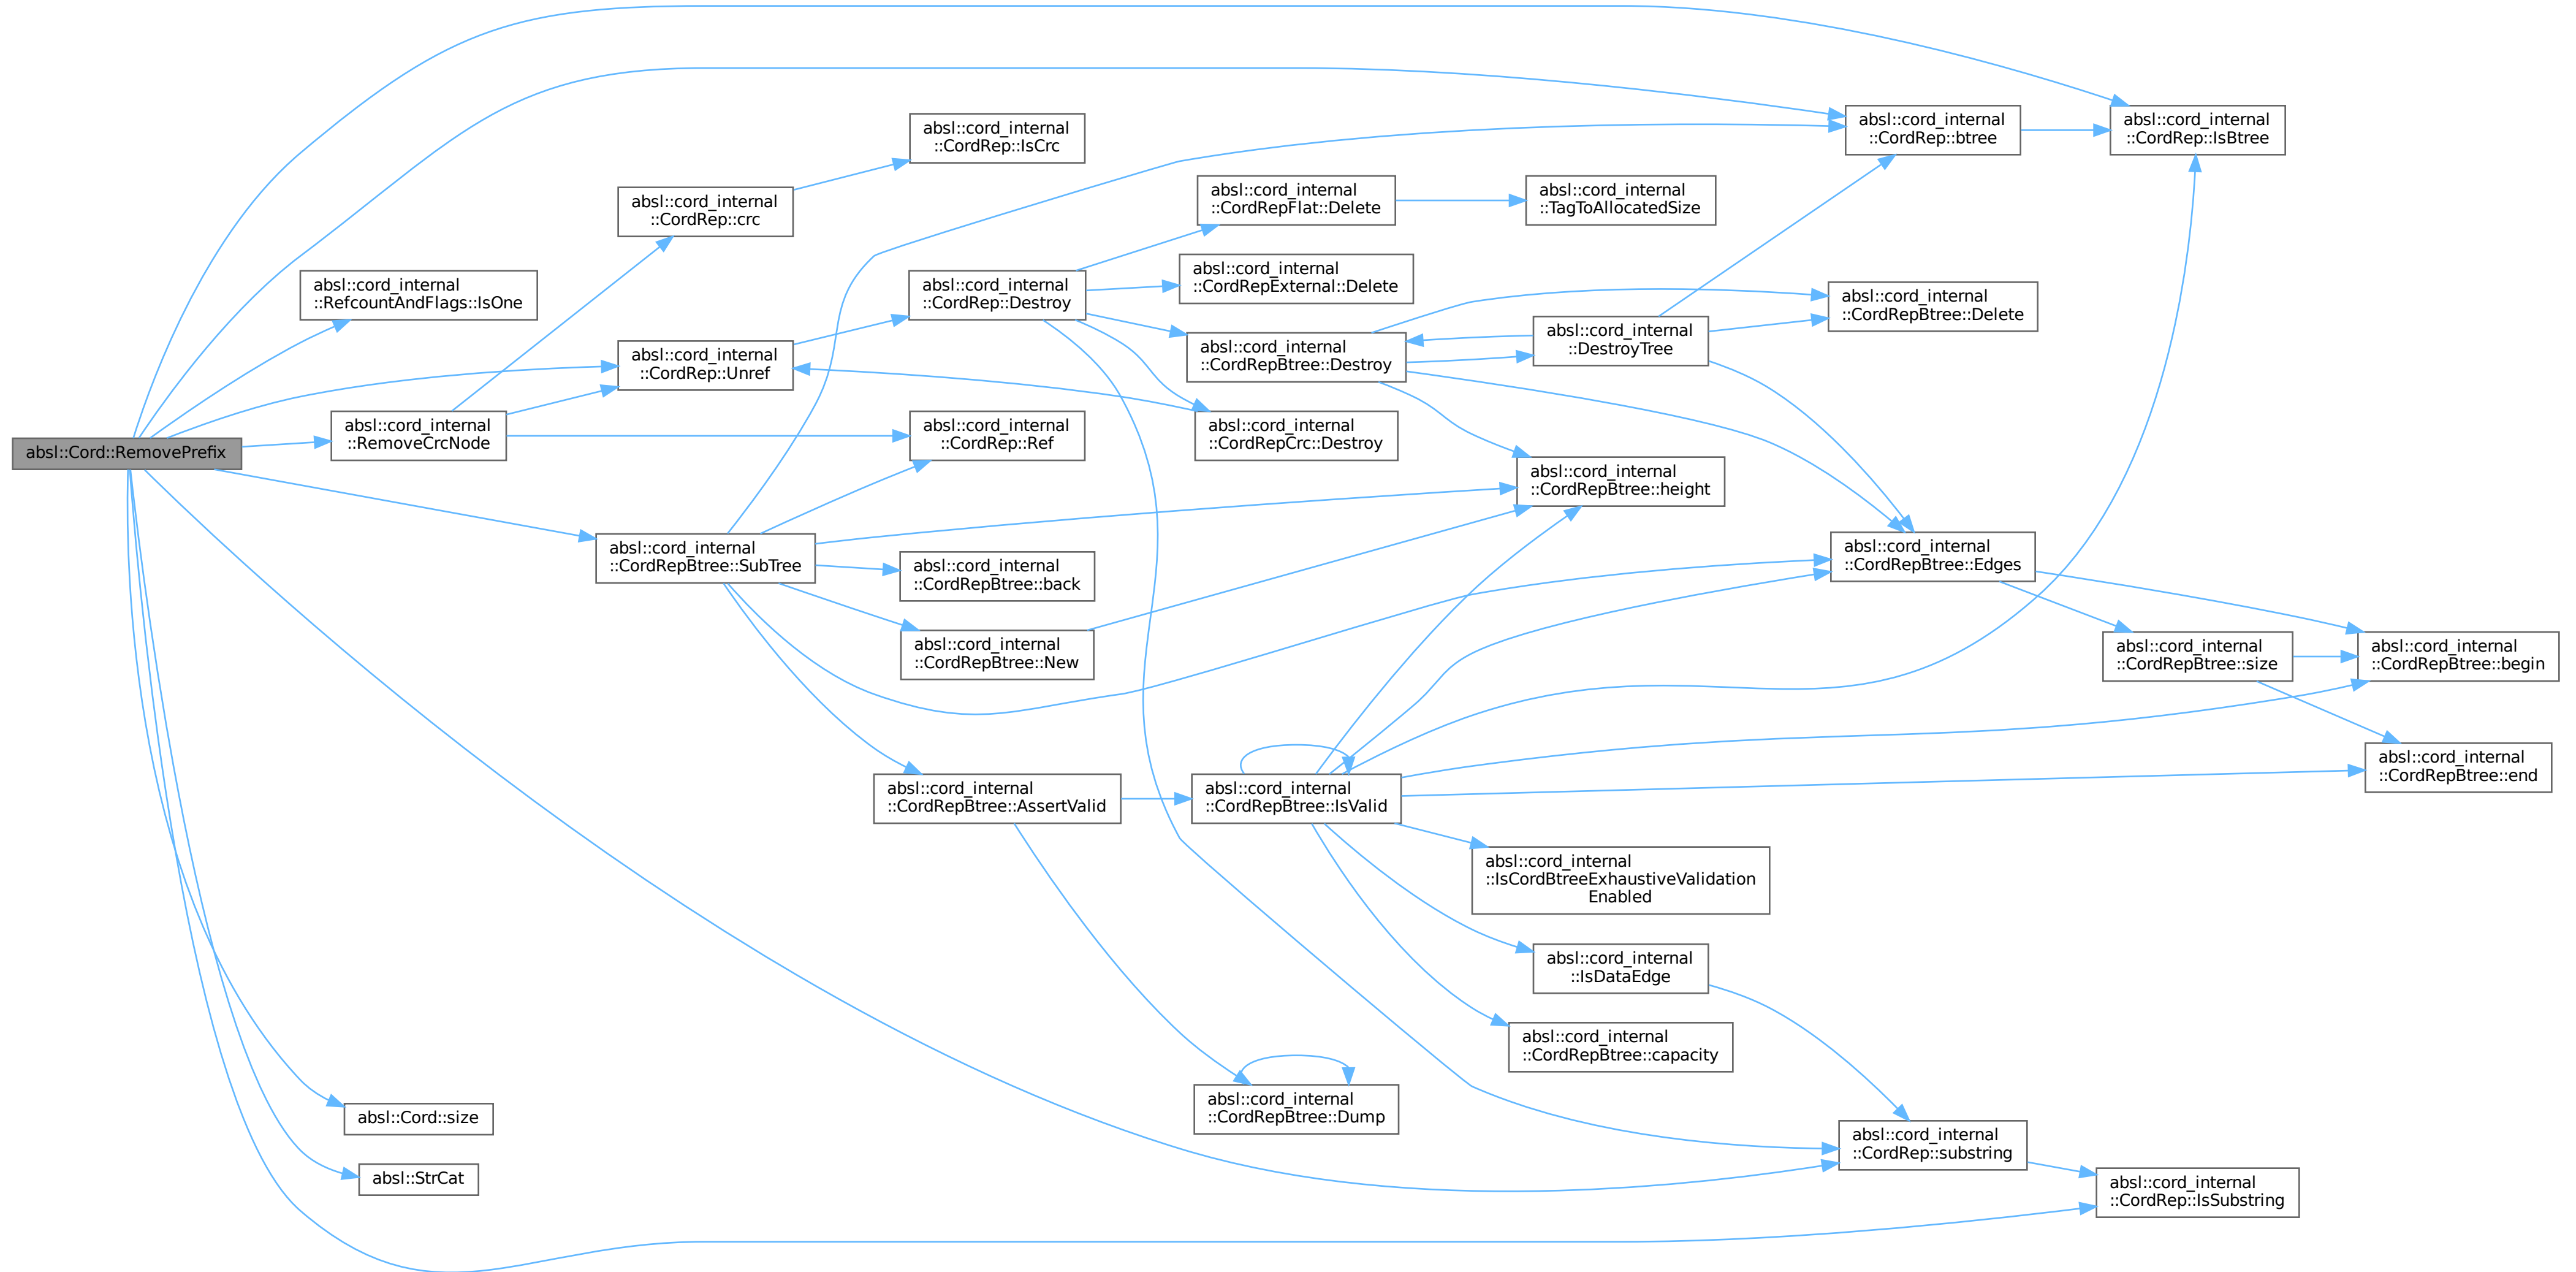 absl::cord_internal
::CordRep::btree
absl::cord_internal
::CordRep::IsBtree
absl::cord_internal
::CordRep::IsCrc
absl::cord_internal
::CordRep::crc
absl::cord_internal
::CordRepFlat::Delete
absl::cord_internal
::TagToAllocatedSize
absl::cord_internal
::RefcountAndFlags::IsOne
absl::cord_internal
::CordRep::Destroy
absl::cord_internal
::CordRepExternal::Delete
absl::cord_internal
::CordRepBtree::Delete
absl::cord_internal
::DestroyTree
absl::cord_internal
::CordRep::Unref
absl::cord_internal
::CordRepBtree::Destroy
absl::cord_internal
::RemoveCrcNode
absl::cord_internal
::CordRep::Ref
absl::cord_internal
::CordRepCrc::Destroy
absl::Cord::RemovePrefix
absl::cord_internal
::CordRepBtree::height
absl::cord_internal
::CordRepBtree::SubTree
absl::cord_internal
::CordRepBtree::back
absl::cord_internal
::CordRepBtree::Edges
absl::cord_internal
::CordRepBtree::New
absl::cord_internal
::CordRepBtree::size
absl::cord_internal
::CordRepBtree::begin
absl::cord_internal
::CordRepBtree::end
absl::cord_internal
::CordRepBtree::AssertValid
absl::cord_internal
::CordRepBtree::IsValid
absl::cord_internal
::IsCordBtreeExhaustiveValidation
Enabled
absl::cord_internal
::IsDataEdge
absl::cord_internal
::CordRepBtree::capacity
absl::cord_internal
::CordRepBtree::Dump
absl::Cord::size
absl::cord_internal
::CordRep::substring
absl::StrCat
absl::cord_internal
::CordRep::IsSubstring